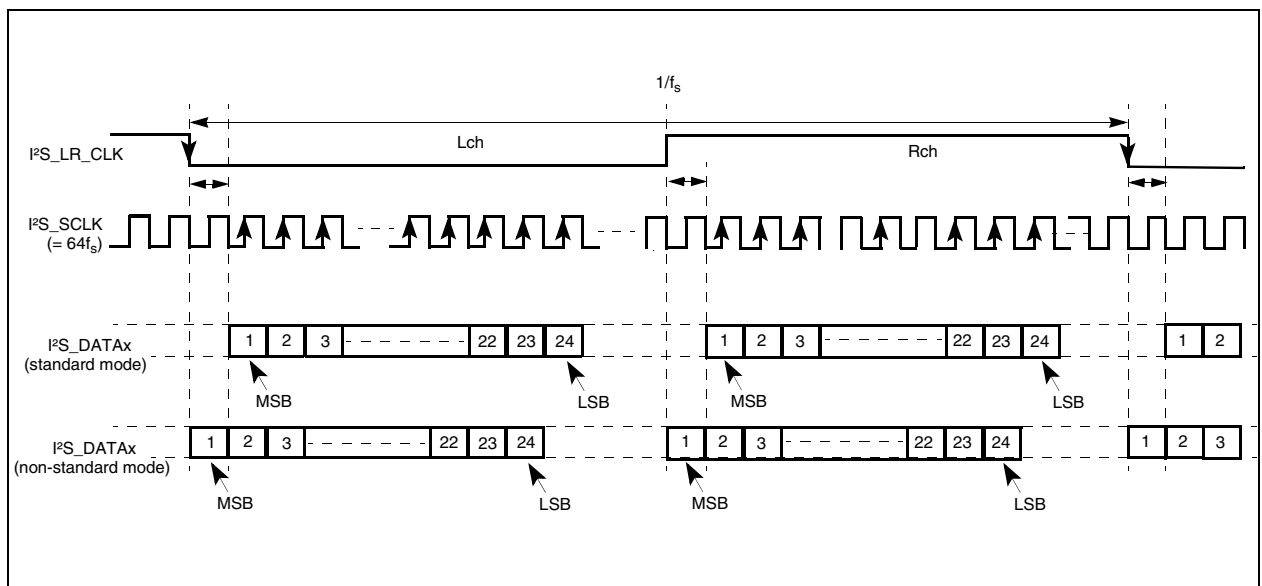 1/fs
I²S_LR_CLK
Lch
Rch
I²S_SCLK
(= 64fs)
I²S_DATAx
(standard mode)
1 2 3 22 23 24
1 2 3 22 23 24
1 2
MSB
LSB
MSB
LSB
I²S_DATAx
(non-standard mode)
1 2 3 22 23 24
1 2 3 22 23 24
1 2 3
MSB
LSB
MSB
LSB